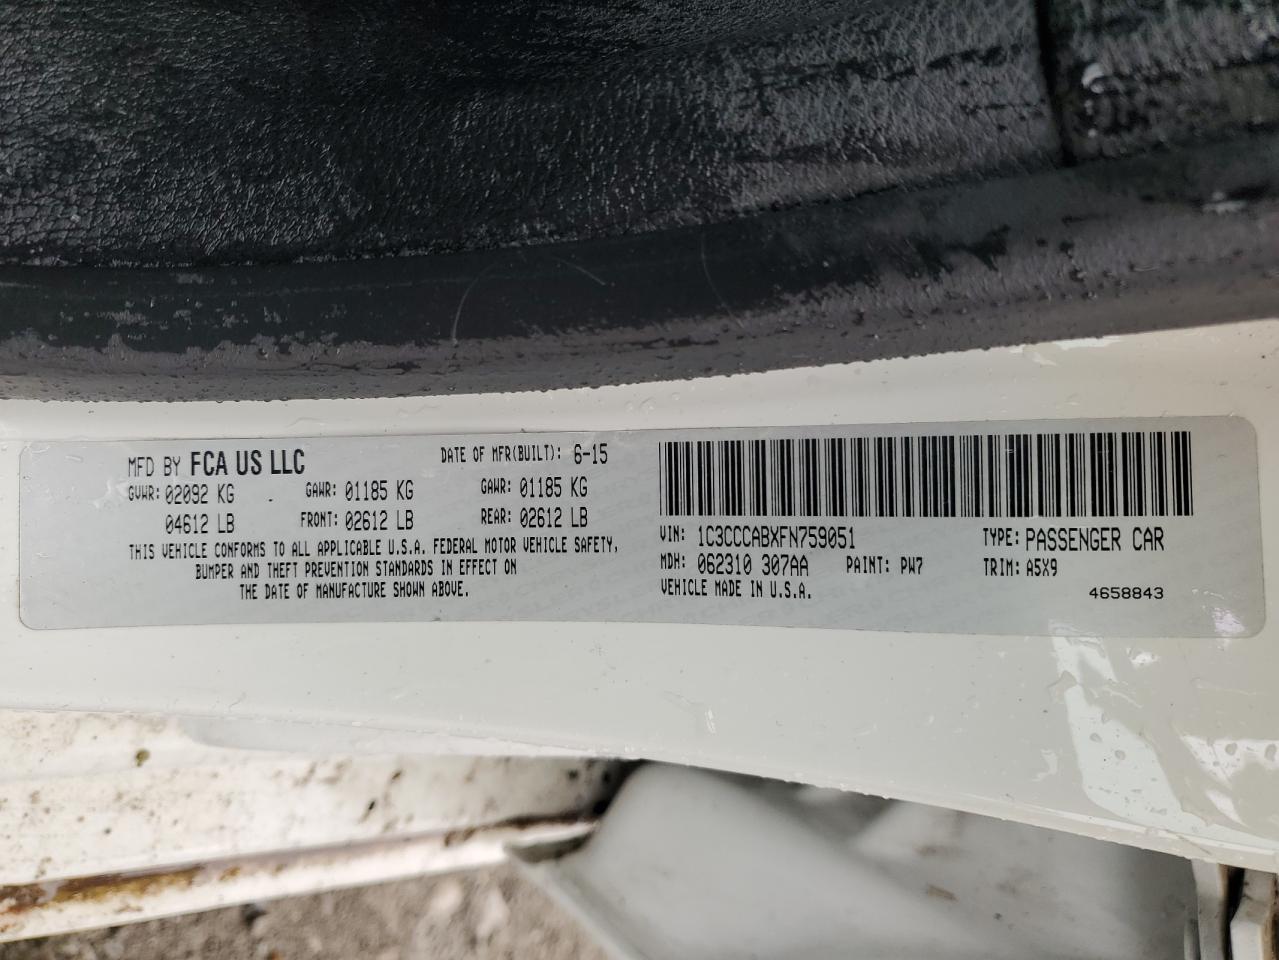 MFD BY FCA US LLC DATE OF MFR(BUILT): 6-15
GVWR: 02092 KG GAWR: 01185 KG GAWR: 01185 KG
04612 LB FRONT: 02612 LB REAR: 02612 LB
THIS VEHICLE CONFORMS TO ALL APPLICABLE U.S.A. FEDERAL MOTOR VEHICLE SAFETY,
BUMPER AND THEFT PREVENTION STANDARDS IN EFFECT ON
THE DATE OF MANUFACTURE SHOWN ABOVE.
VIN: 1C3CCCABXFN759051 TYPE: PASSENGER CAR
MDH: 062310 307AA PAINT: PW7 TRIM: A5X9
VEHICLE MADE IN U.S.A. 4658843